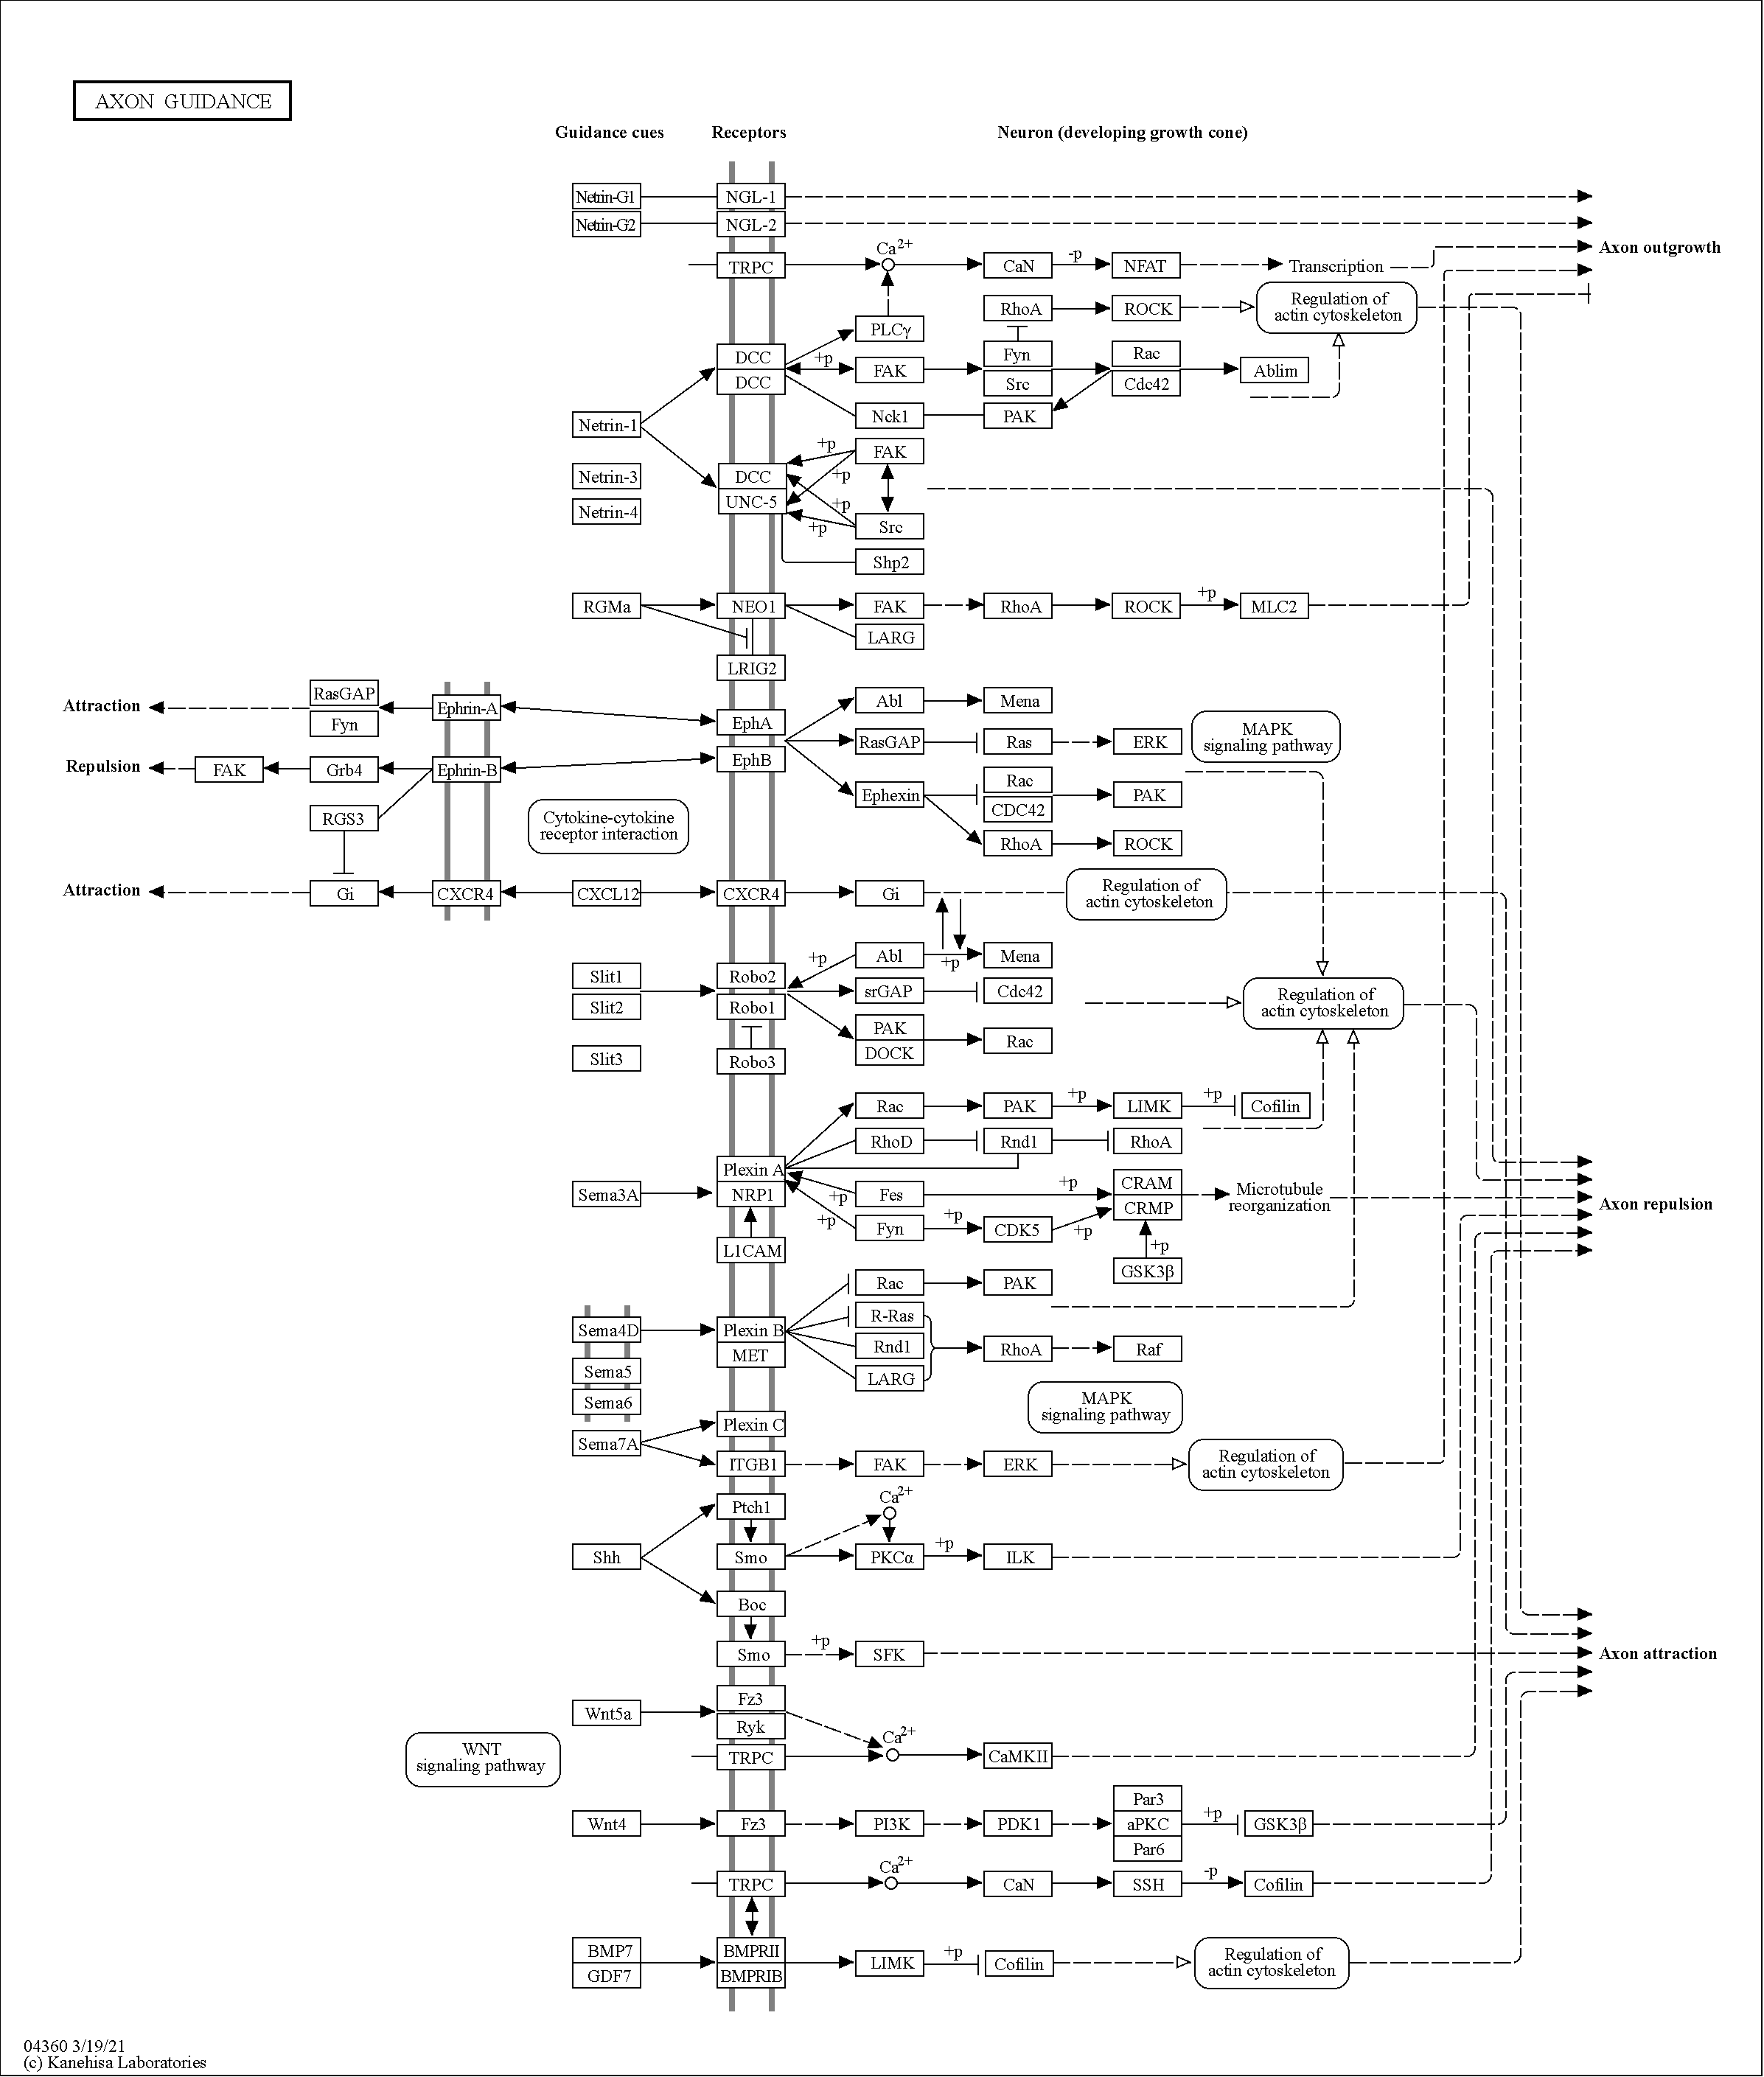 AXON GUIDANCE
Guidance cues
Receptors
Neuron (developing growth cone)
Netrin-G1
NGL-1
Netrin-G2
NGL-2
TRPC
Ca2+
CaN
-p
NFAT
Transcription
Axon outgrowth
RhoA
ROCK
Regulation of
actin cytoskeleton
PLCγ
DCC
DCC
+p
FAK
Fyn
Src
Rac
Cdc42
Ablim
Nck1
PAK
Netrin-1
Netrin-3
Netrin-4
DCC
UNC-5
+p
+p
+p
+p
FAK
Src
Shp2
RGMa
NEO1
FAK
RhoA
ROCK
+p
MLC2
LARG
LRIG2
Attraction
RasGAP
Fyn
Ephrin-A
EphA
Abl
Mena
Repulsion
FAK
Grb4
Ephrin-B
EphB
RasGAP
Ras
ERK
MAPK
signaling pathway
RGS3
Cytokine-cytokine
receptor interaction
Ephexin
Rac
CDC42
PAK
RhoA
ROCK
Attraction
Gi
CXCR4
CXCL12
CXCR4
Gi
Regulation of
actin cytoskeleton
Slit1
Slit2
Slit3
Robo2
Robo1
Robo3
+p
Abl
+p
Mena
srGAP
Cdc42
PAK
DOCK
Rac
Regulation of
actin cytoskeleton
Rac
PAK
+p
LIMK
+p
Cofilin
RhoD
Rnd1
RhoA
Sema3A
Plexin A
NRP1
L1CAM
+p
+p
Fes
+p
Fyn
+p
CDK5
+p
CRAM
CRMP
+p
GSK3β
Microtubule
reorganization
Axon repulsion
Rac
PAK
Sema4D
Sema5
Sema6
Plexin B
MET
R-Ras
Rnd1
LARG
RhoA
Raf
MAPK
signaling pathway
Sema7A
Plexin C
ITGB1
FAK
ERK
Regulation of
actin cytoskeleton
Shh
Ptch1
Smo
Ca2+
PKCα
+p
ILK
Boc
Smo
+p
SFK
Axon attraction
Wnt5a
Fz3
Ryk
TRPC
Ca2+
CaMKII
WNT
signaling pathway
Wnt4
Fz3
PI3K
PDK1
Par3
aPKC
Par6
+p
GSK3β
TRPC
Ca2+
CaN
SSH
-p
Cofilin
BMP7
GDF7
BMPRII
BMPRIB
LIMK
+p
Cofilin
Regulation of
actin cytoskeleton
04360 3/19/21
(c) Kanehisa Laboratories